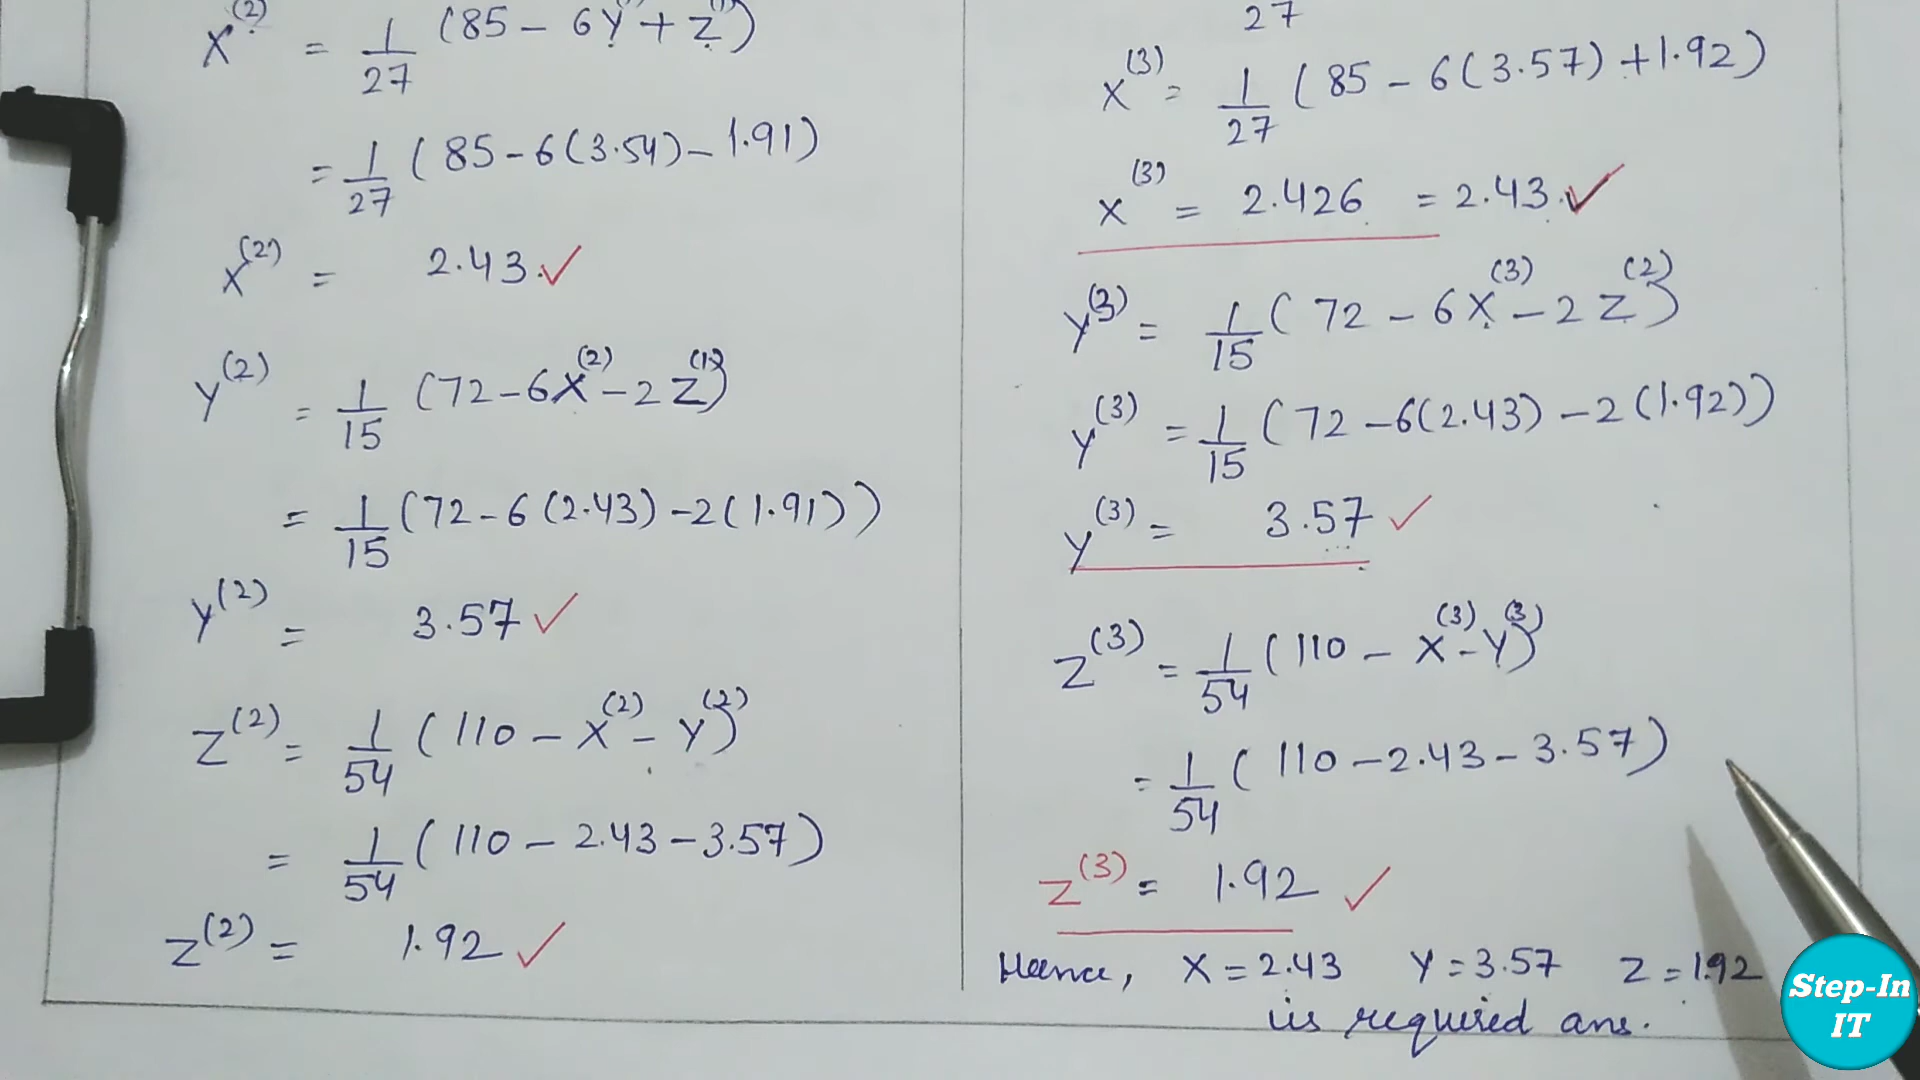 X^(2) = 1/27 (85 - 6Y + Z^(1))
= 1/27 (85 - 6(3.54) - 1.91)
X^(2) = 2.43 ✓
Y^(2) = 1/15 (72 - 6X^(2) - 2Z^(1))
= 1/15 (72 - 6(2.43) - 2(1.91))
Y^(2) = 3.57 ✓
Z^(2) = 1/54 (110 - X^(2) - Y^(2))
= 1/54 (110 - 2.43 - 3.57)
Z^(2) = 1.92 ✓
27
X^(3) = 1/27 (85 - 6(3.57) + 1.92)
X^(3) = 2.426 = 2.43 ✓
Y^(3) = 1/15 (72 - 6X^(3) - 2Z^(2))
Y^(3) = 1/15 (72 - 6(2.43) - 2(1.92))
Y^(3) = 3.57 ✓
Z^(3) = 1/54 (110 - X^(3) - Y^(3))
= 1/54 (110 - 2.43 - 3.57)
Z^(3) = 1.92 ✓
Hence, X = 2.43 Y = 3.57 Z = 1.92
is required ans.
Step-In
IT